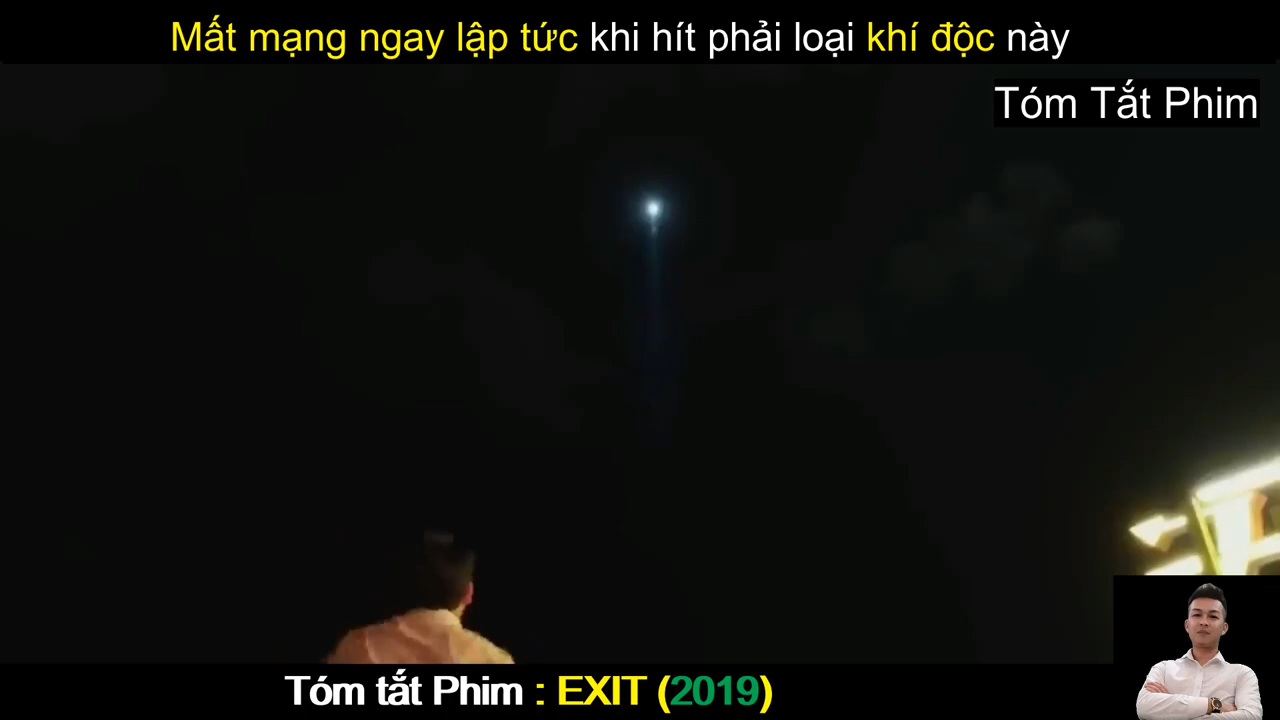 Mất mạng ngay lập tức khi hít phải loại khí độc này
Tóm Tắt Phim
Tóm tắt Phim : EXIT (2019)